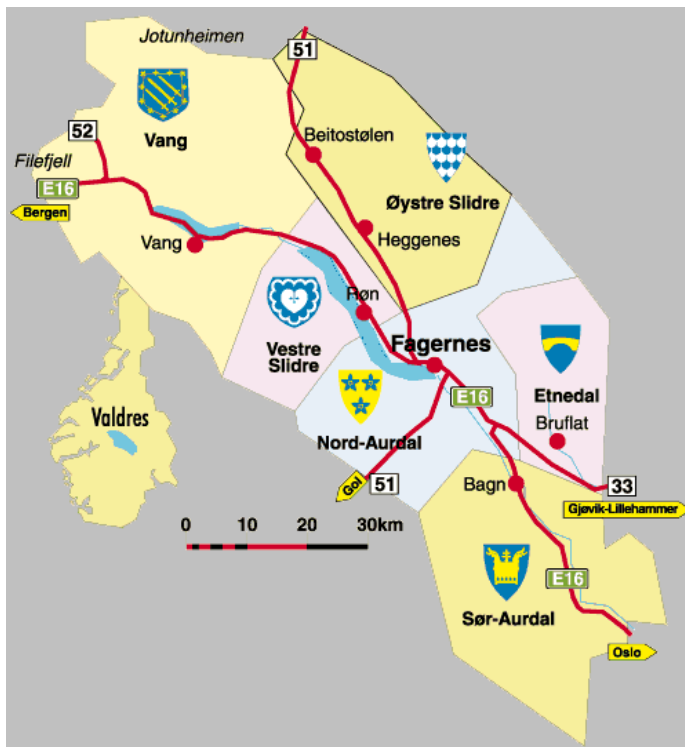 Jotunheimen
51
Beitostølen
Vang
52
Øystre Slidre
Filefjell
E16
Bergen
Vang
Heggenes
Røn
Vestre
Slidre
Fagernes
E16
Etnedal
Bruflat
Valdres
Nord-Aurdal
Gol
51
Bagn
33
Gjøvik-Lillehammer
0 10 20 30km
E16
Sør-Aurdal
Oslo